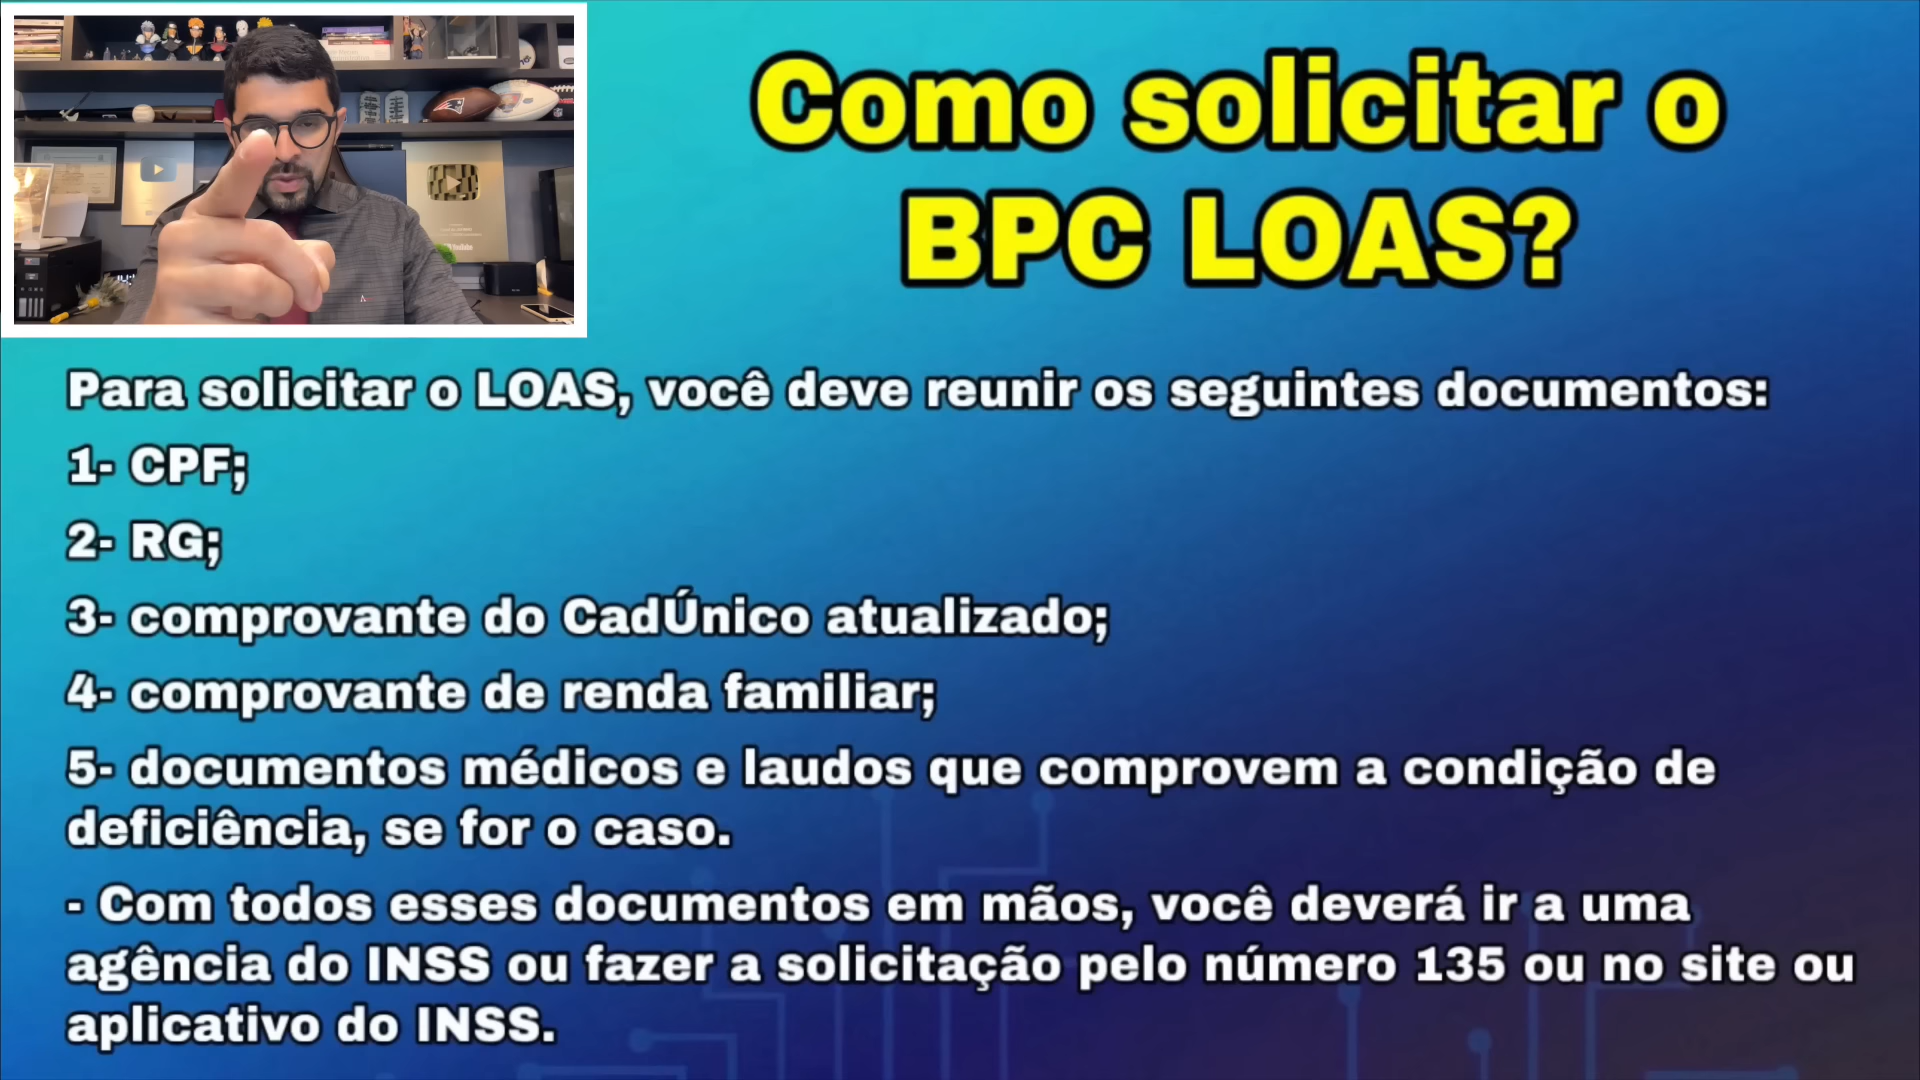 Como solicitar o
BPC LOAS?
Para solicitar o LOAS, você deve reunir os seguintes documentos:
1- CPF;
2- RG;
3- comprovante do CadÚnico atualizado;
4- comprovante de renda familiar;
5- documentos médicos e laudos que comprovem a condição de
deficiência, se for o caso.
- Com todos esses documentos em mãos, você deverá ir a uma
agência do INSS ou fazer a solicitação pelo número 135 ou no site ou
aplicativo do INSS.